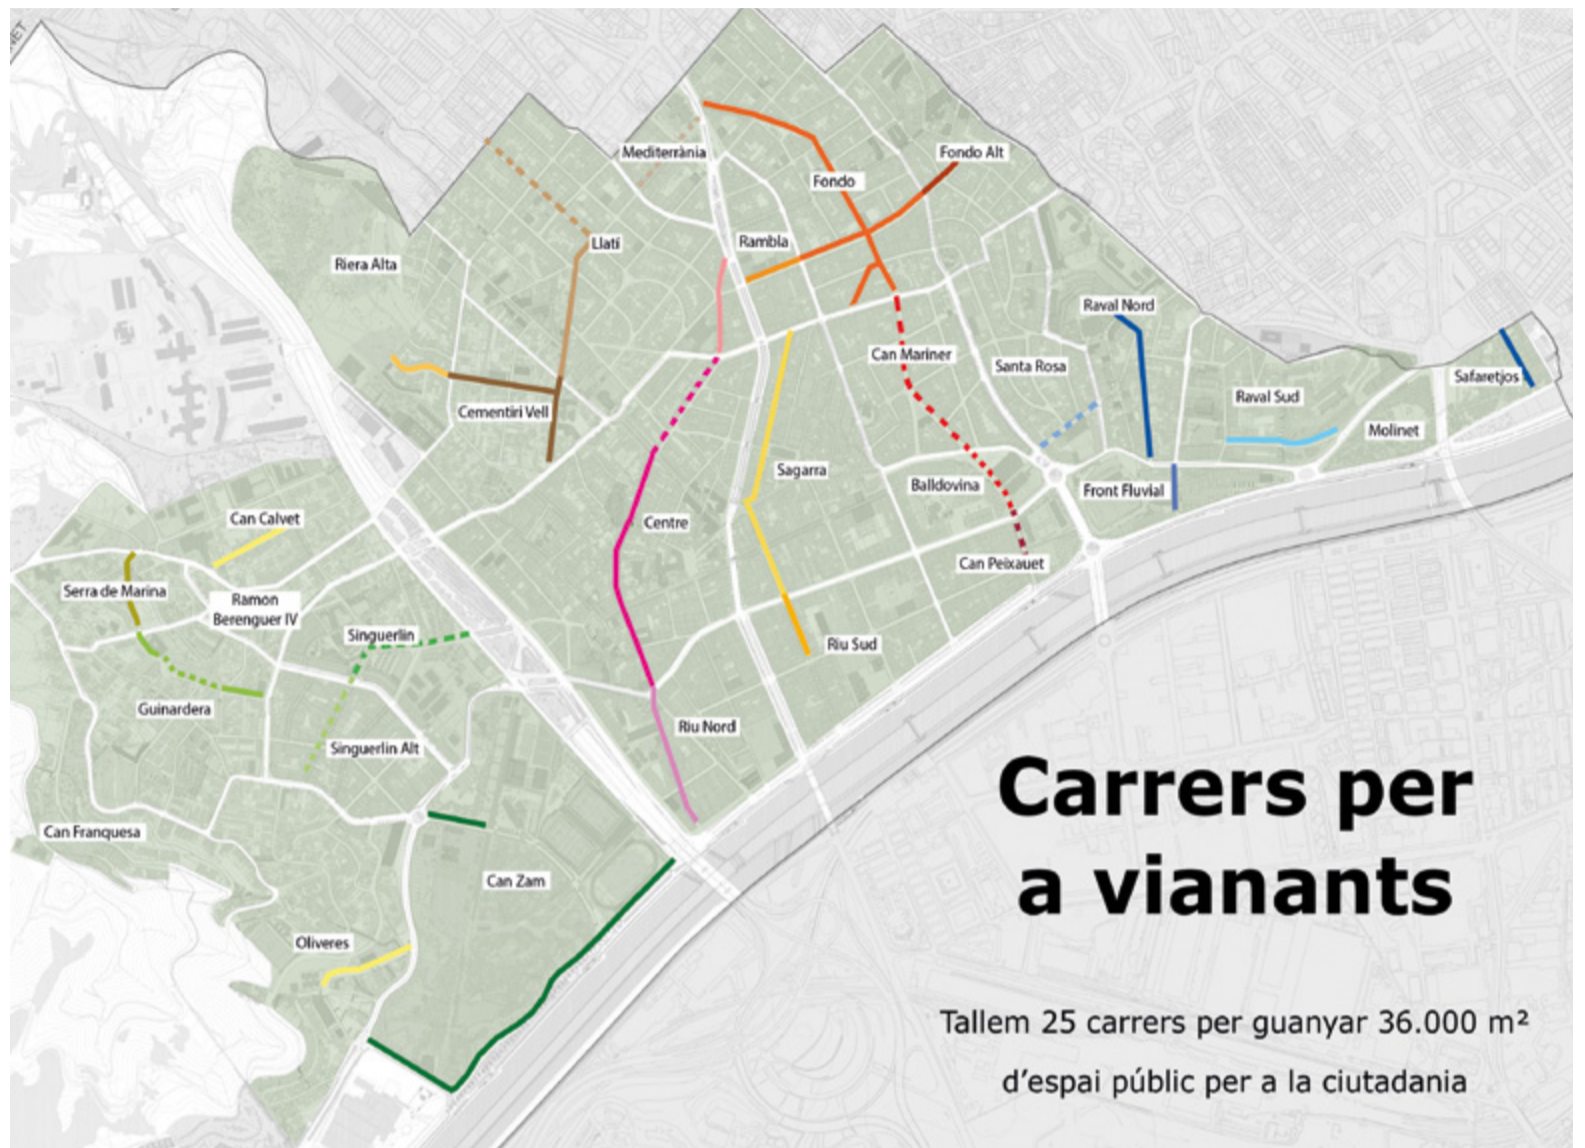 NET
Mediterrània
Fondo Alt
Fondo
Llatí
Rambla
Riera Alta
Raval Nord
Can Mariner
Santa Rosa
Safaretjos
Raval Sud
Cementiri Vell
Molinet
Sagarra
Balldovina
Front Fluvial
Can Calvet
Centre
Can Peixauet
Serra de Marina
Ramon
Berenguer IV
Singuerlin
Riu Sud
Guinardera
Riu Nord
Singuerlin Alt
Can Franquesa
Can Zam
Oliveres
Carrers per
a vianants
Tallem 25 carrers per guanyar 36.000 m²
d'espai públic per a la ciutadania